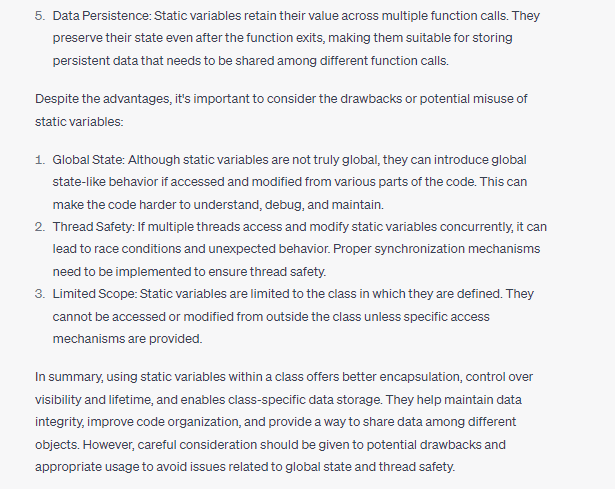 5. Data Persistence: Static variables retain their value across multiple function calls. They
preserve their state even after the function exits, making them suitable for storing
persistent data that needs to be shared among different function calls.
Despite the advantages, it's important to consider the drawbacks or potential misuse of
static variables:
1. Global State: Although static variables are not truly global, they can introduce global
state-like behavior if accessed and modified from various parts of the code. This can
make the code harder to understand, debug, and maintain.
2. Thread Safety: If multiple threads access and modify static variables concurrently, it can
lead to race conditions and unexpected behavior. Proper synchronization mechanisms
need to be implemented to ensure thread safety.
3. Limited Scope: Static variables are limited to the class in which they are defined. They
cannot be accessed or modified from outside the class unless specific access
mechanisms are provided.
In summary, using static variables within a class offers better encapsulation, control over
visibility and lifetime, and enables class-specific data storage. They help maintain data
integrity, improve code organization, and provide a way to share data among different
objects. However, careful consideration should be given to potential drawbacks and
appropriate usage to avoid issues related to global state and thread safety.